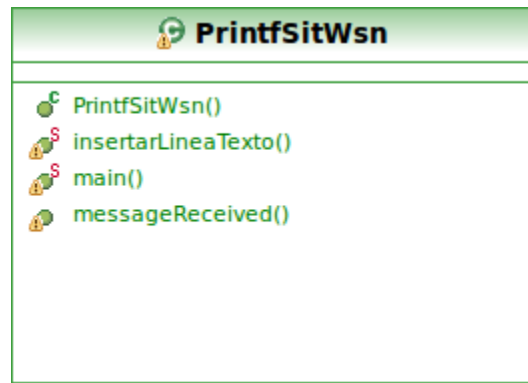 PrintfSitWsn
PrintfSitWsn()
insertarLineaTexto()
main()
messageReceived()